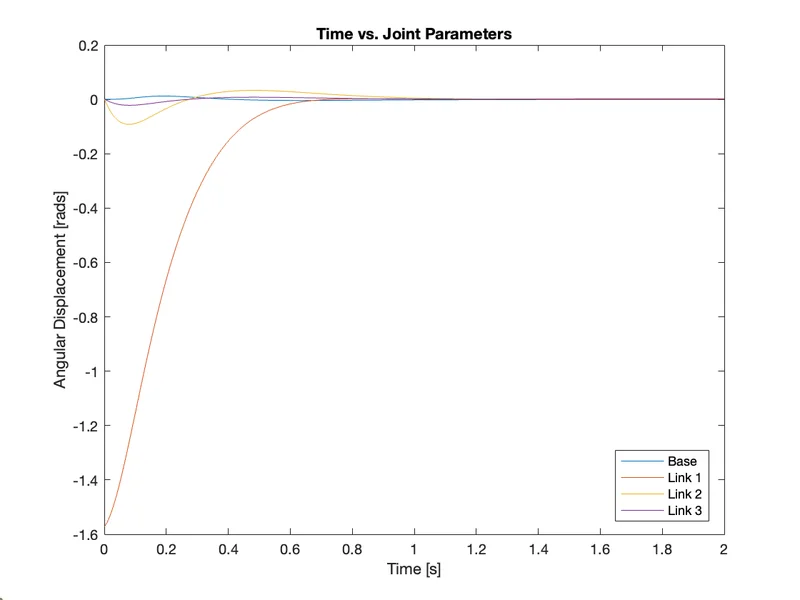 Time vs. Joint Parameters
0.2
0
-0.2
-0.4
-0.6
-0.8
-1
-1.2
-1.4
-1.6
Angular Displacement [rads]
Base
Link 1
Link 2
Link 3
0 0.2 0.4 0.6 0.8 1 1.2 1.4 1.6 1.8 2
Time [s]